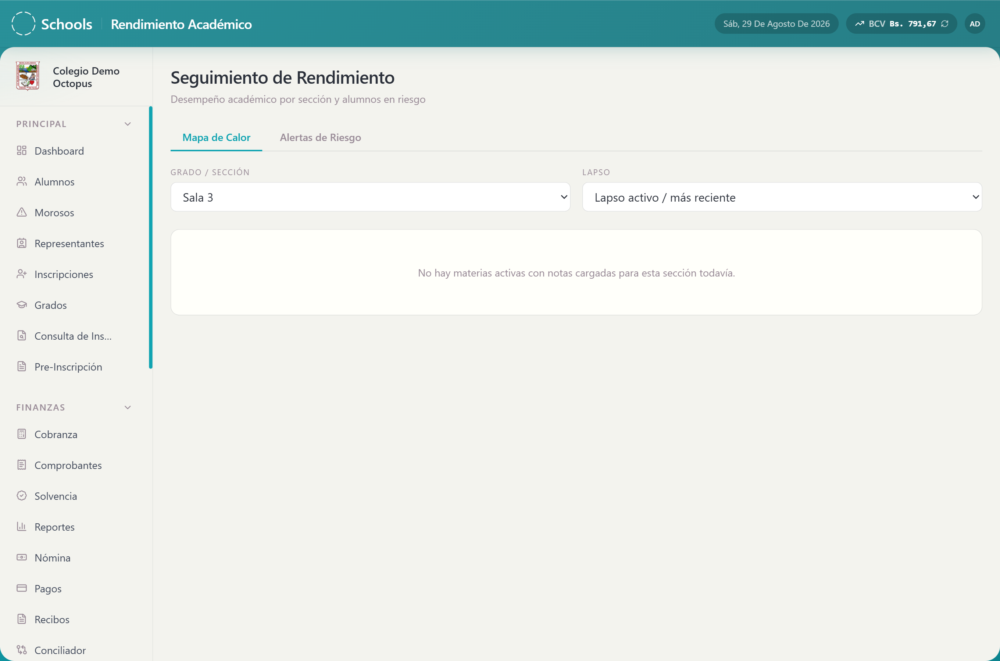 Schools
Rendimiento Académico
Sáb, 29 De Agosto De 2026
BCV Bs. 791,67
AD
Colegio Demo
Octopus
PRINCIPAL
Dashboard
Alumnos
Morosos
Representantes
Inscripciones
Grados
Consulta de Ins...
Pre-Inscripción
FINANZAS
Cobranza
Comprobantes
Solvencia
Reportes
Nómina
Pagos
Recibos
Conciliador
Seguimiento de Rendimiento
Desempeño académico por sección y alumnos en riesgo
Mapa de Calor
Alertas de Riesgo
GRADO / SECCIÓN
Sala 3
LAPSO
Lapso activo / más reciente
No hay materias activas con notas cargadas para esta sección todavía.